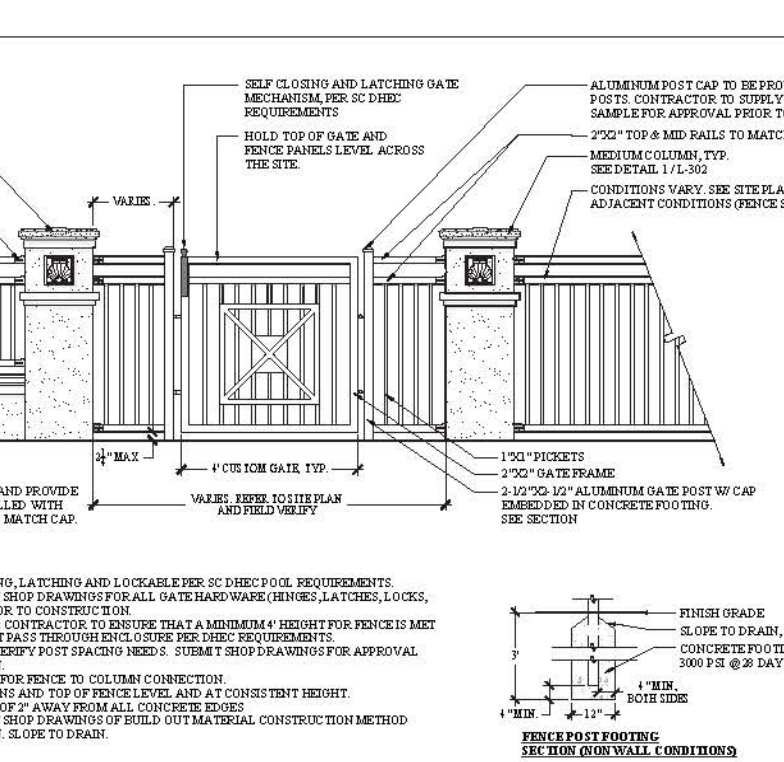 SELF CLOSING AND LATCHING GATE
MECHANISM, PER SC DHEC
REQUIREMENTS
HOLD TOP OF GATE AND
FENCE PANELS LEVEL ACROSS
THE SITE.
VARIES.
ALUMINUM POST CAP TO BE PRO
POSTS. CONTRACTOR TO SUPPLY
SAMPLE FOR APPROVAL PRIOR T
2"X2" TOP & MID RAILS TO MATC
MEDIUM COLUMN, TYP.
SEE DETAIL 1 / L-302
CONDITIONS VARY. SEE SITE PLA
ADJACENT CONDITIONS (FENCE S
2½" MAX
4' CUSTOM GATE, TYP.
VARIES. REFER TO SITE PLAN
AND FIELD VERIFY
1"X1" PICKETS
2"X2" GATE FRAME
2-1/2"X2-1/2" ALUMINUM GATE POST W/ CAP
EMBEDDED IN CONCRETE FOOTING.
SEE SECTION
AND PROVIDE
LLED WITH
MATCH CAP.
NG, LATCHING AND LOCKABLE PER SC DHEC POOL REQUIREMENTS.
SHOP DRAWINGS FOR ALL GATE HARDWARE (HINGES, LATCHES, LOCKS,
OR TO CONSTRUCTION.
CONTRACTOR TO ENSURE THAT A MINIMUM 4' HEIGHT FOR FENCE IS MET
T PASS THROUGH ENCLOSURE PER DHEC REQUIREMENTS.
ERIFY POST SPACING NEEDS. SUBMIT SHOP DRAWINGS FOR APPROVAL
N.
FOR FENCE TO COLUMN CONNECTION.
NS AND TOP OF FENCE LEVEL AND AT CONSISTENT HEIGHT.
OF 2" AWAY FROM ALL CONCRETE EDGES
SHOP DRAWINGS OF BUILD OUT MATERIAL CONSTRUCTION METHOD
N. SLOPE TO DRAIN.
FINISH GRADE
SLOPE TO DRAIN,
CONCRETE FOOTI
3000 PSI @ 28 DAY
3'
4" MIN,
BOTH SIDES
4" MIN.
12"
FENCE POST FOOTING
SECTION (NON WALL CONDITIONS)